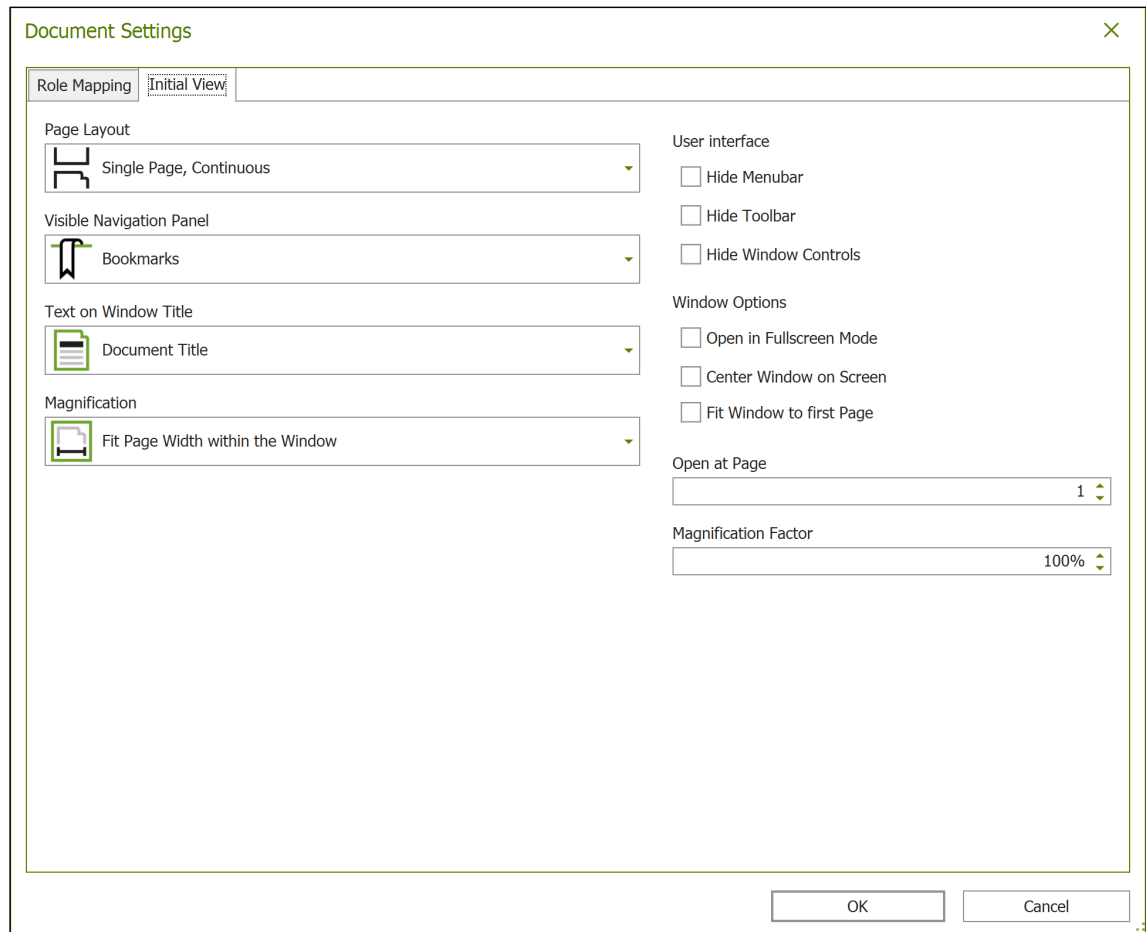 Document Settings
Role Mapping
Initial View
Page Layout
Single Page, Continuous
Visible Navigation Panel
Bookmarks
Text on Window Title
Document Title
Magnification
Fit Page Width within the Window
User interface
Hide Menubar
Hide Toolbar
Hide Window Controls
Window Options
Open in Fullscreen Mode
Center Window on Screen
Fit Window to first Page
Open at Page
1
Magnification Factor
100%
OK
Cancel